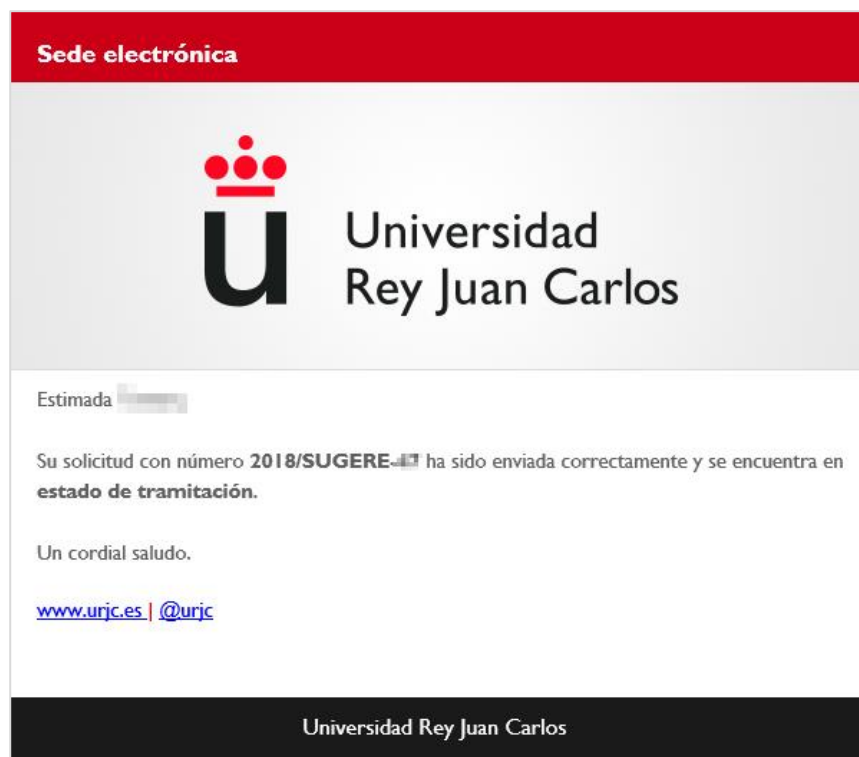 Sede electrónica
u
Universidad
Rey Juan Carlos
Estimada
Su solicitud con número 2018/SUGERE- ha sido enviada correctamente y se encuentra en
estado de tramitación.
Un cordial saludo.
www.urjc.es | @urjc
Universidad Rey Juan Carlos